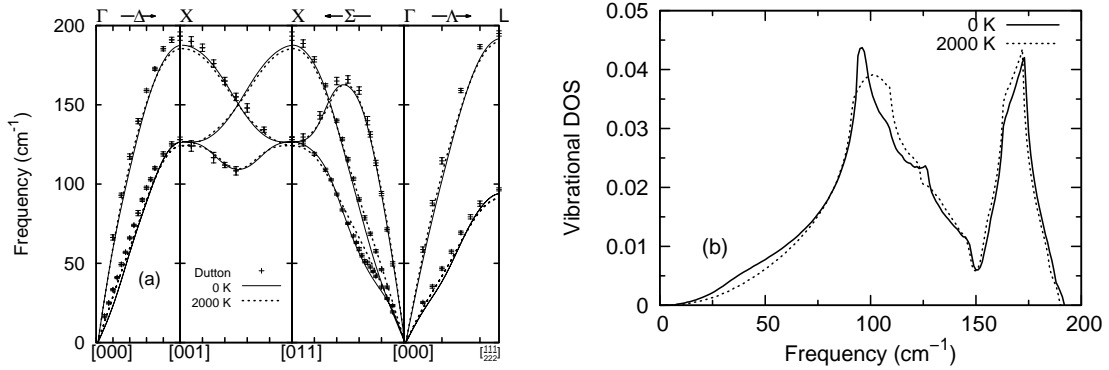 Γ —Δ→ X X ←Σ— Γ —Λ→ L
200
150
100
50
0
Frequency (cm⁻¹)
(a)
Dutton
0 K
2000 K
[000] [001] [011] [000] [111/222]
0.05
0.04
0.03
0.02
0.01
0
Vibrational DOS
0 K
2000 K
(b)
0 50 100 150 200
Frequency (cm⁻¹)